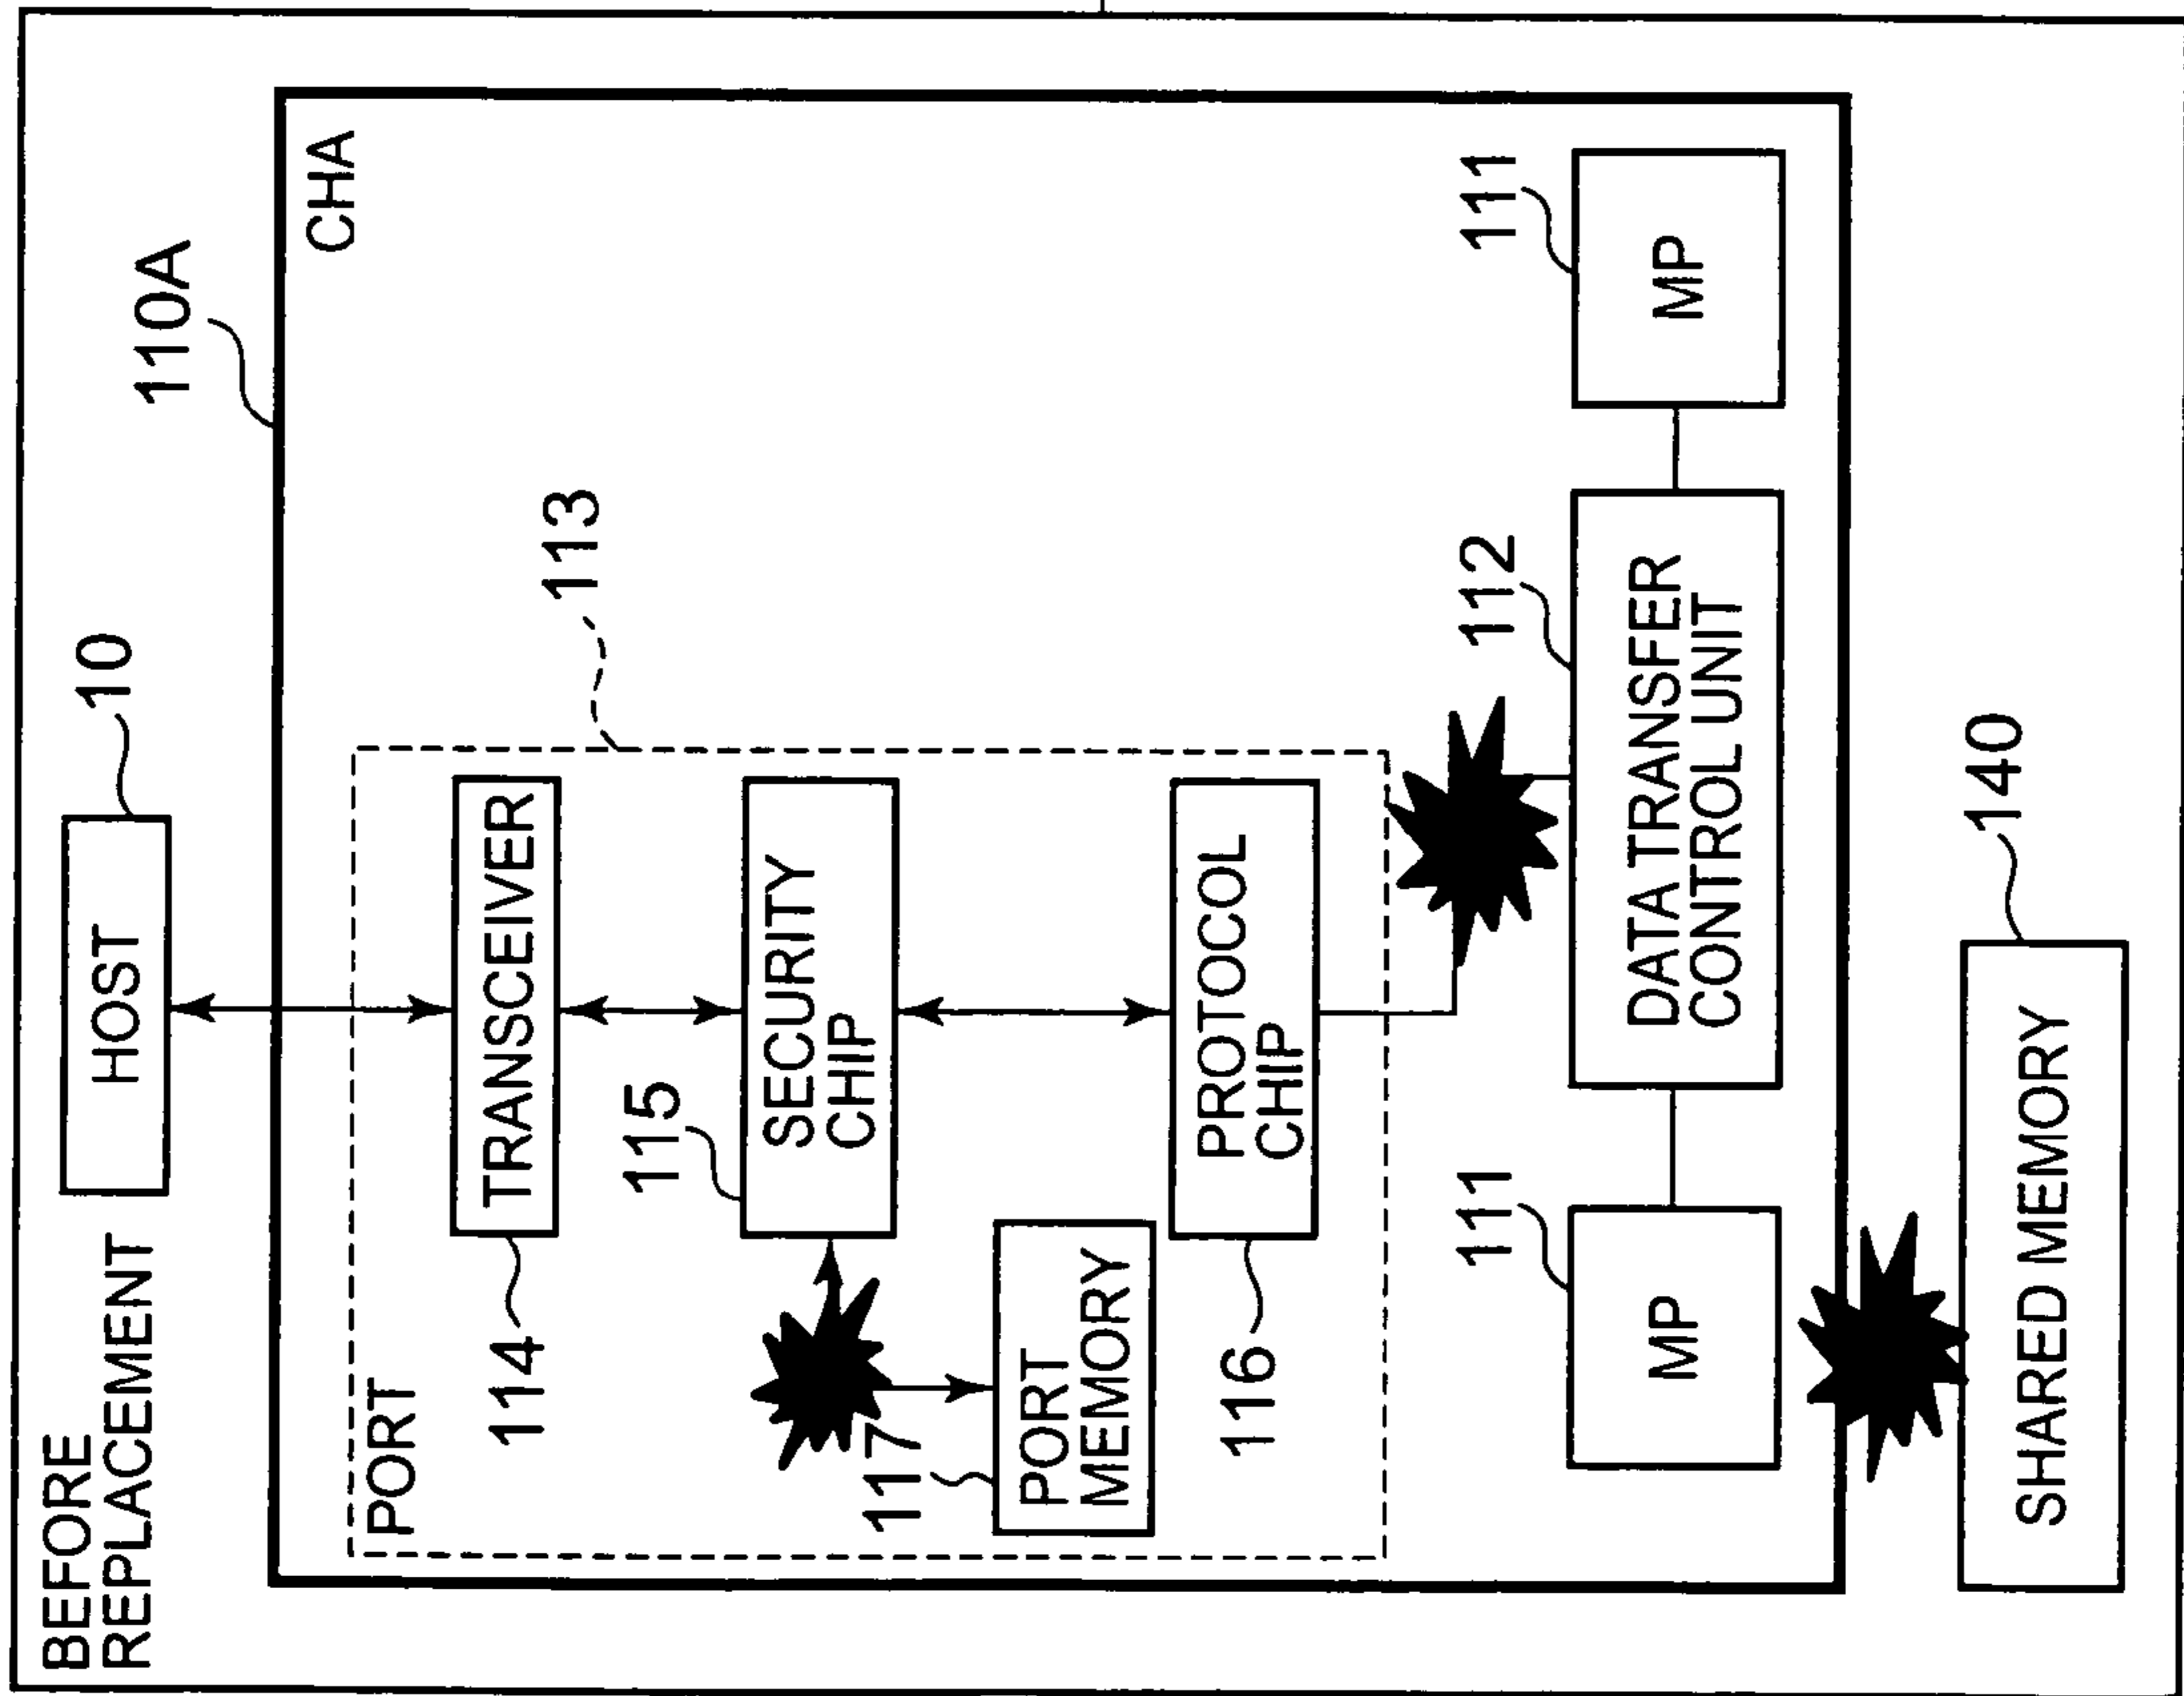 BEFORE
REPLACEMENT
HOST
10
110A
CHA
PORT
113
TRANSCEIVER
114
115
SECURITY
CHIP
117
PORT
MEMORY
PROTOCOL
CHIP
116
111
112
111
MP
DATA TRANSFER
CONTROL UNIT
MP
140
SHARED MEMORY